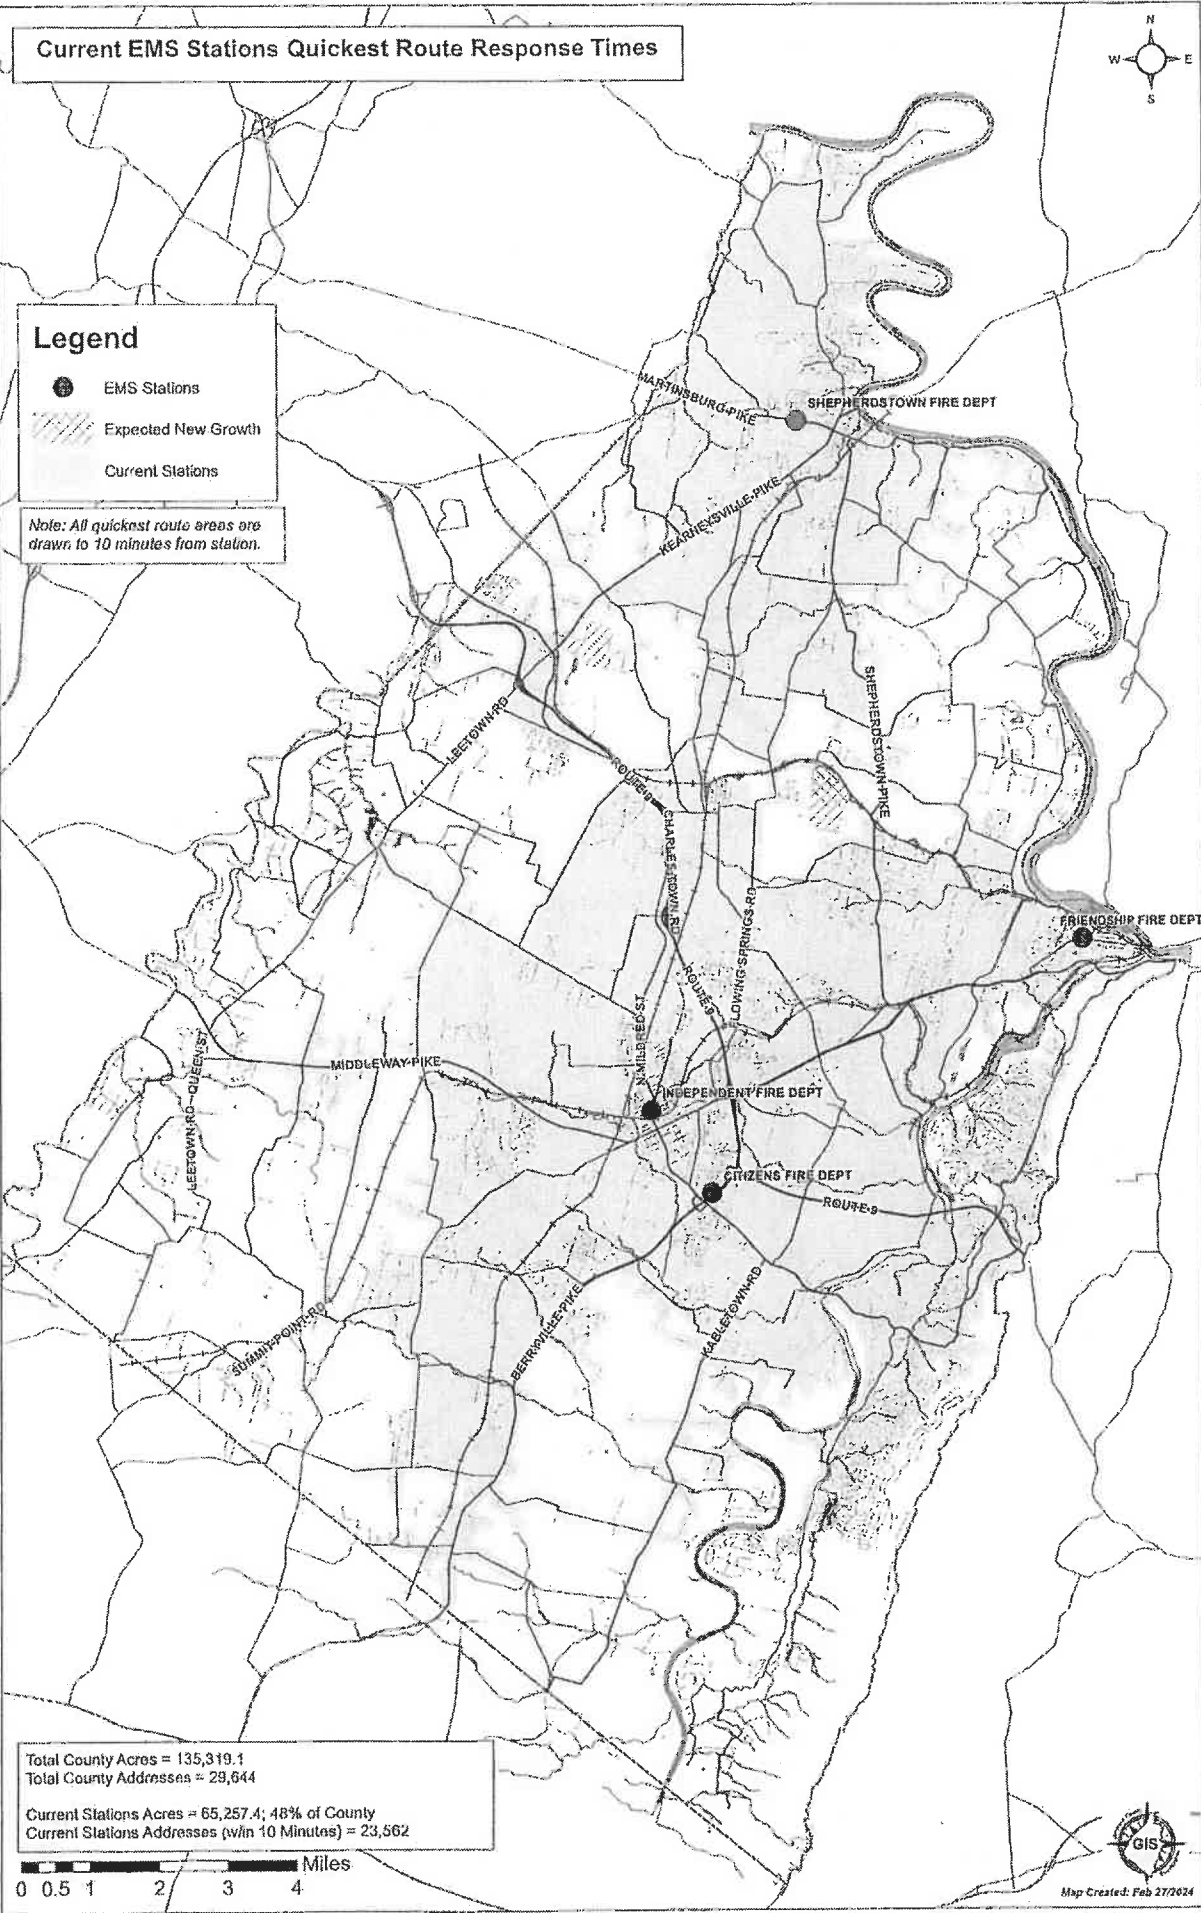 Current EMS Stations Quickest Route Response Times
N
W E
S
Legend
EMS Stations
Expected New Growth
Current Stations
Note: All quickest route areas are
drawn to 10 minutes from station.
MARTINSBURG-PIKE
SHEPHERDSTOWN FIRE DEPT
KEARNEYSVILLE-PIKE
SHEPHERDSTOWN-PIKE
LEETOWN-RD
ROUTE-9
CHARLES-TOWN-RD
LOWING-SPRINGS-RD
FRIENDSHIP FIRE DEPT
ROUTE-9
N-MILDRED-ST
MIDDLEWAY-PIKE
LEETOWN-RD--QUEEN-ST
INDEPENDENT FIRE DEPT
CITIZENS FIRE DEPT
ROUTE-9
KABLETOWN-RD
BERRYVILLE-PIKE
SUMMIT-POINT-RD
Total County Acres = 135,319.1
Total County Addresses = 29,644
Current Stations Acres = 65,257.4; 48% of County
Current Stations Addresses (w/in 10 Minutes) = 23,562
Miles
0 0.5 1 2 3 4
GIS
Map Created: Feb 27/2024